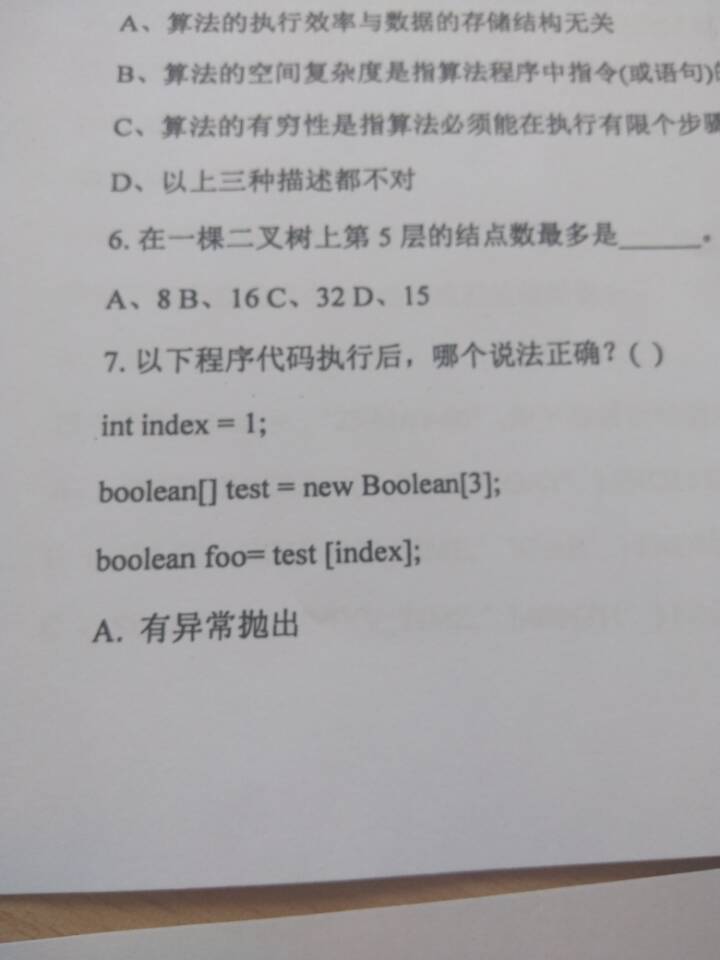 A、算法的执行效率与数据的存储结构无关
B、算法的空间复杂度是指算法程序中指令(或语句)
C、算法的有穷性是指算法必须能在执行有限个步骤
D、以上三种描述都不对
6. 在一棵二叉树上第 5 层的结点数最多是______。
A、8 B、16 C、32 D、15
7. 以下程序代码执行后，哪个说法正确? ( )
int index = 1;
boolean[] test = new Boolean[3];
boolean foo= test [index];
A. 有异常抛出